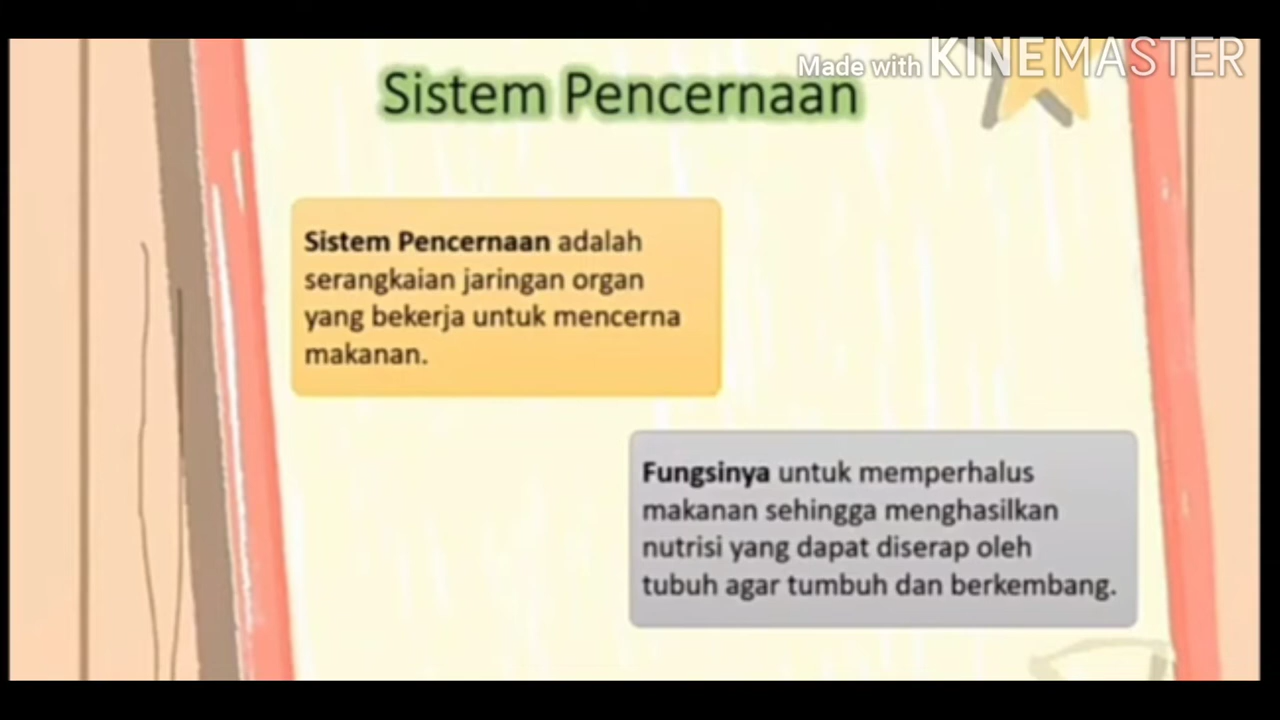 Made with KINEMASTER
Sistem Pencernaan
Sistem Pencernaan adalah
serangkaian jaringan organ
yang bekerja untuk mencerna
makanan.
Fungsinya untuk memperhalus
makanan sehingga menghasilkan
nutrisi yang dapat diserap oleh
tubuh agar tumbuh dan berkembang.